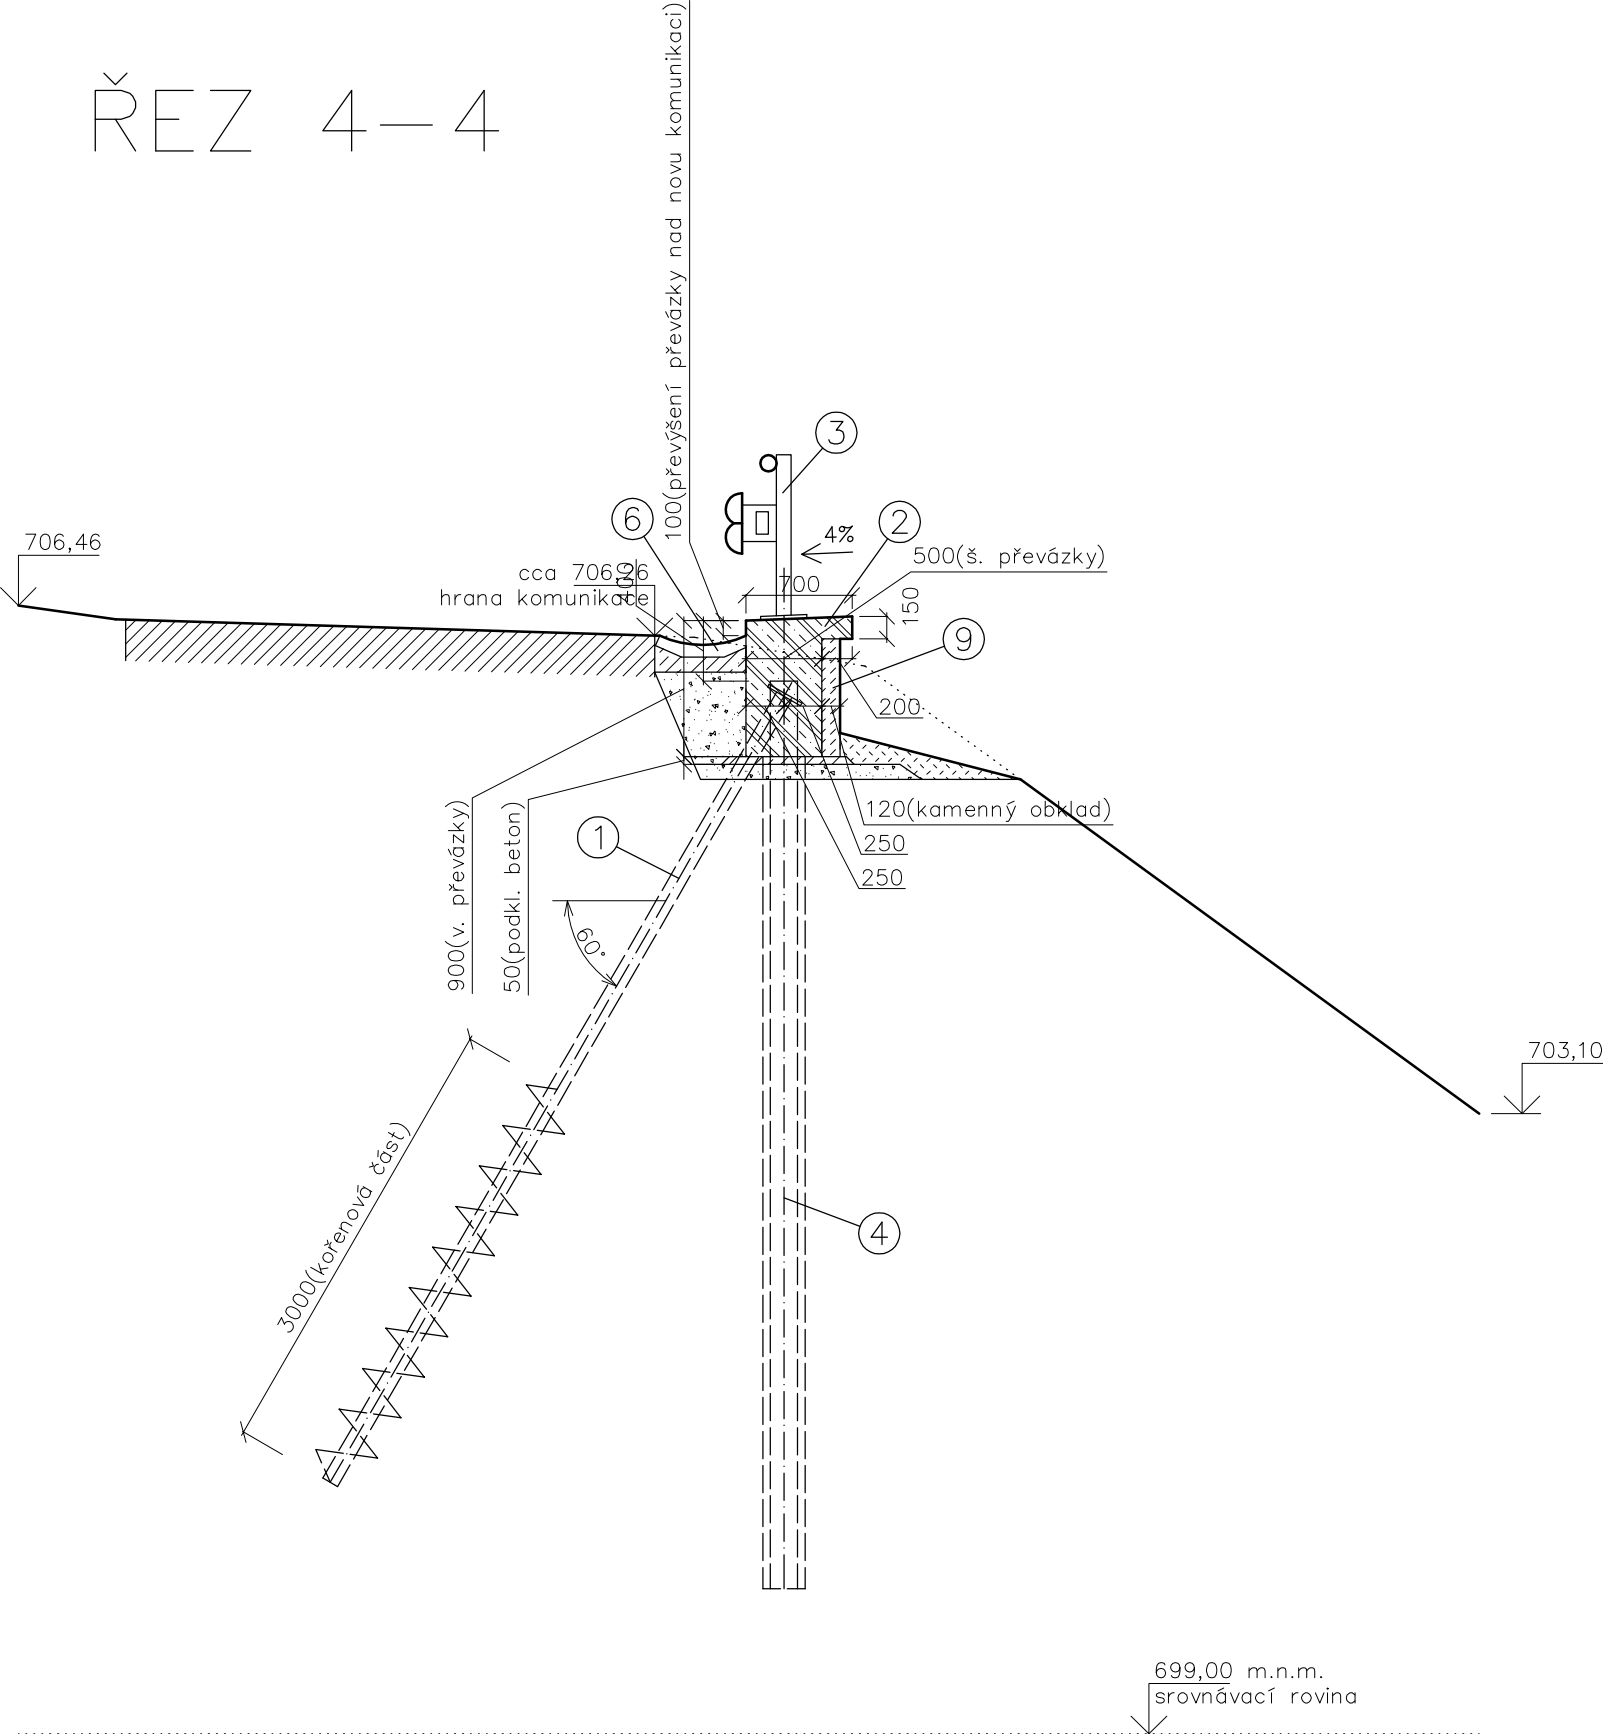 ŘEZ 4–4
100(převýšení převázky nad novu komunikaci)
3
6
2
4%
706,46
500(š. převázky)
cca 706,26
hrana komunikace
400
700
150
9
200
120(kamenný obklad)
250
250
1
900(v. převázky)
50(podkl. beton)
60°
703,10
3000(kořenová část)
4
699,00 m.n.m.
srovnávací rovina